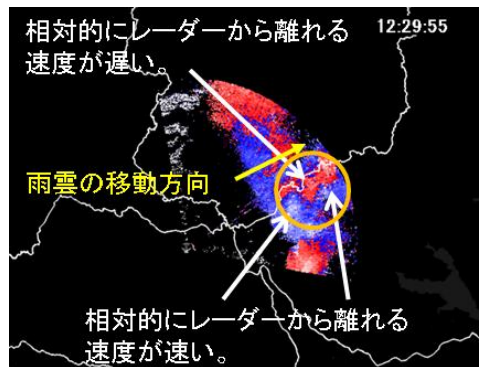 相対的にレーダーから離れる
速度が遅い。
12:29:55
雨雲の移動方向
相対的にレーダーから離れる
速度が速い。